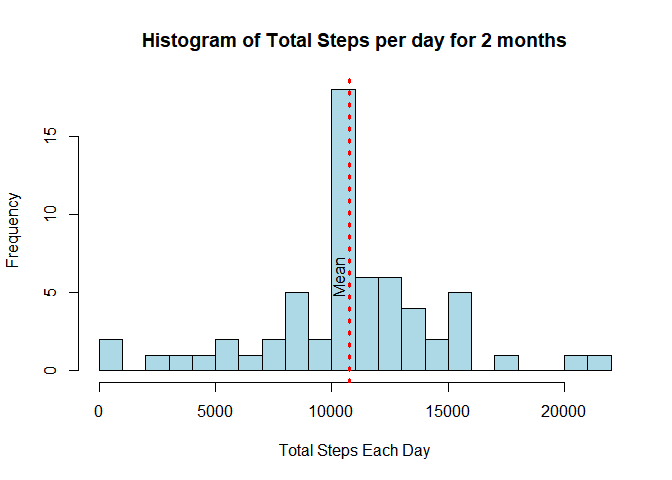 Histogram of Total Steps per day for 2 months
Frequency
15
10
5
0
Mean
0 5000 10000 15000 20000
Total Steps Each Day